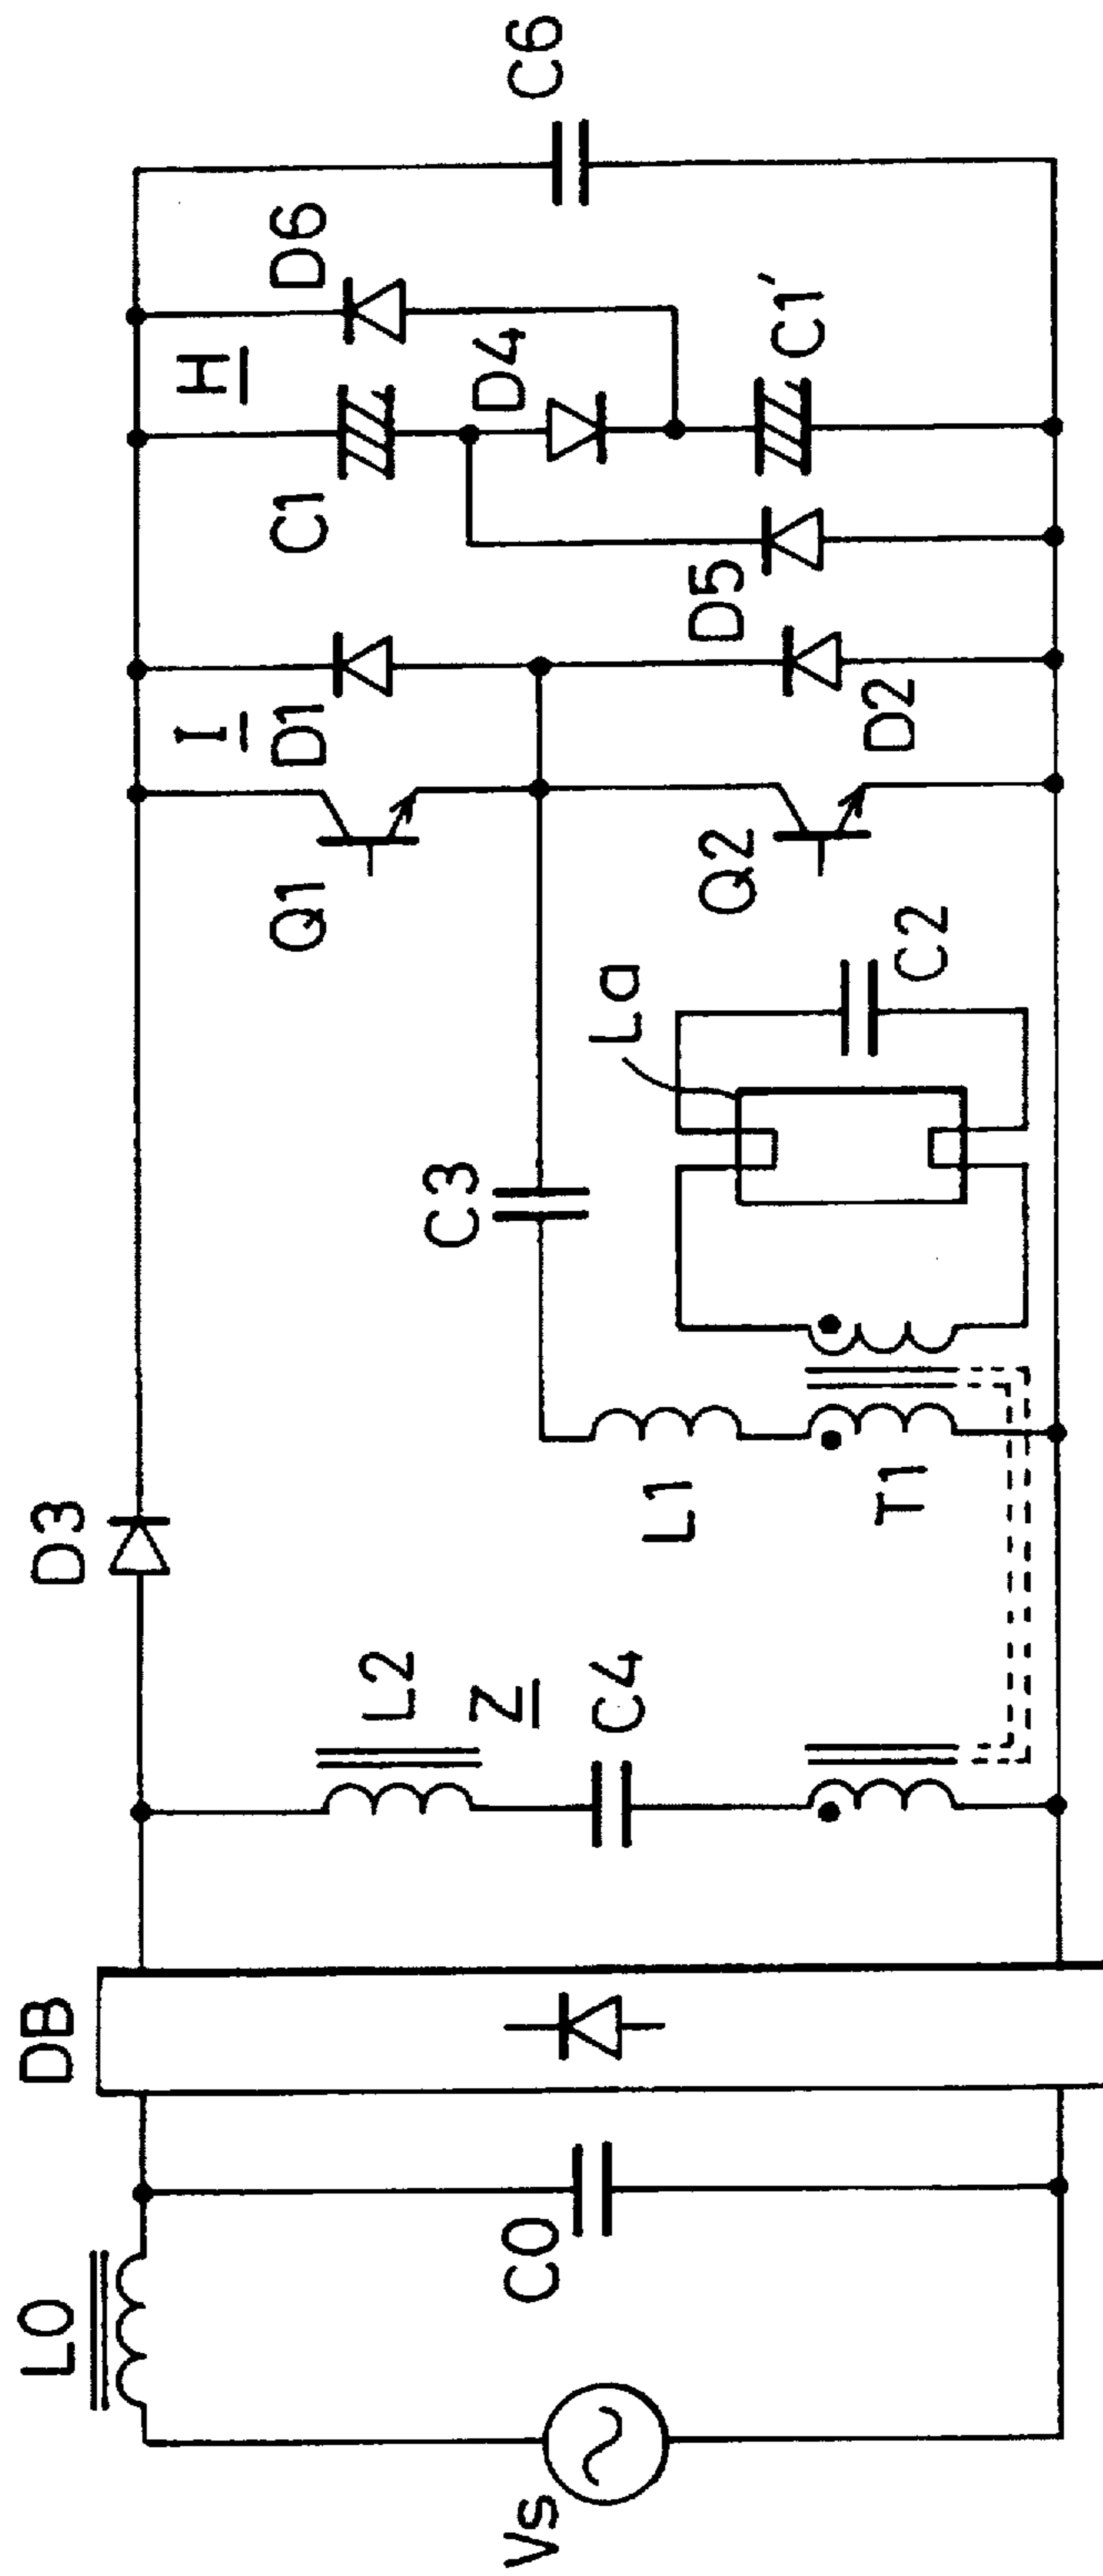 Vs
L0
C0
DB
L2
Z
C4
D3
L1
T1
C3
La
C2
Q1
Q2
I
D1
D2
D5
C1
H
D4
D6
C1′
C6